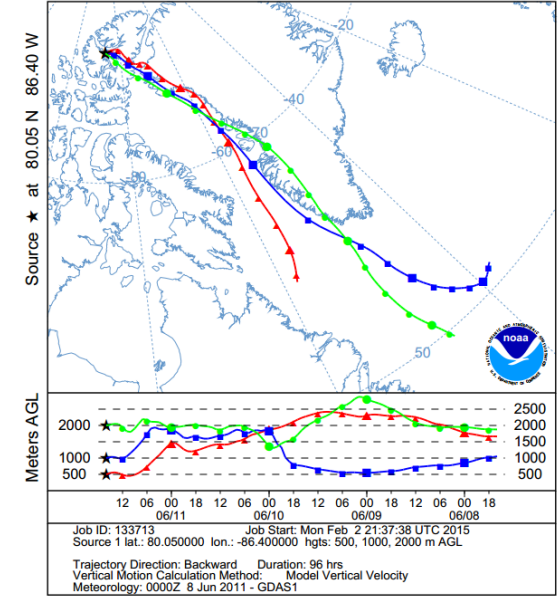 Source ★ at 80.05 N 86.40 W
-20
-40
-60
-80
70
50
noaa
Meters AGL
2000
1000
500
2500
2000
1500
1000
500
12 06 00 18 12 06 00 18 12 06 00 18 12 06 00 18
06/11 06/10 06/09 06/08
Job ID: 133713 Job Start: Mon Feb 2 21:37:38 UTC 2015
Source 1 lat.: 80.050000 lon.: -86.400000 hgts: 500, 1000, 2000 m AGL
Trajectory Direction: Backward Duration: 96 hrs
Vertical Motion Calculation Method: Model Vertical Velocity
Meteorology: 0000Z 8 Jun 2011 - GDAS1